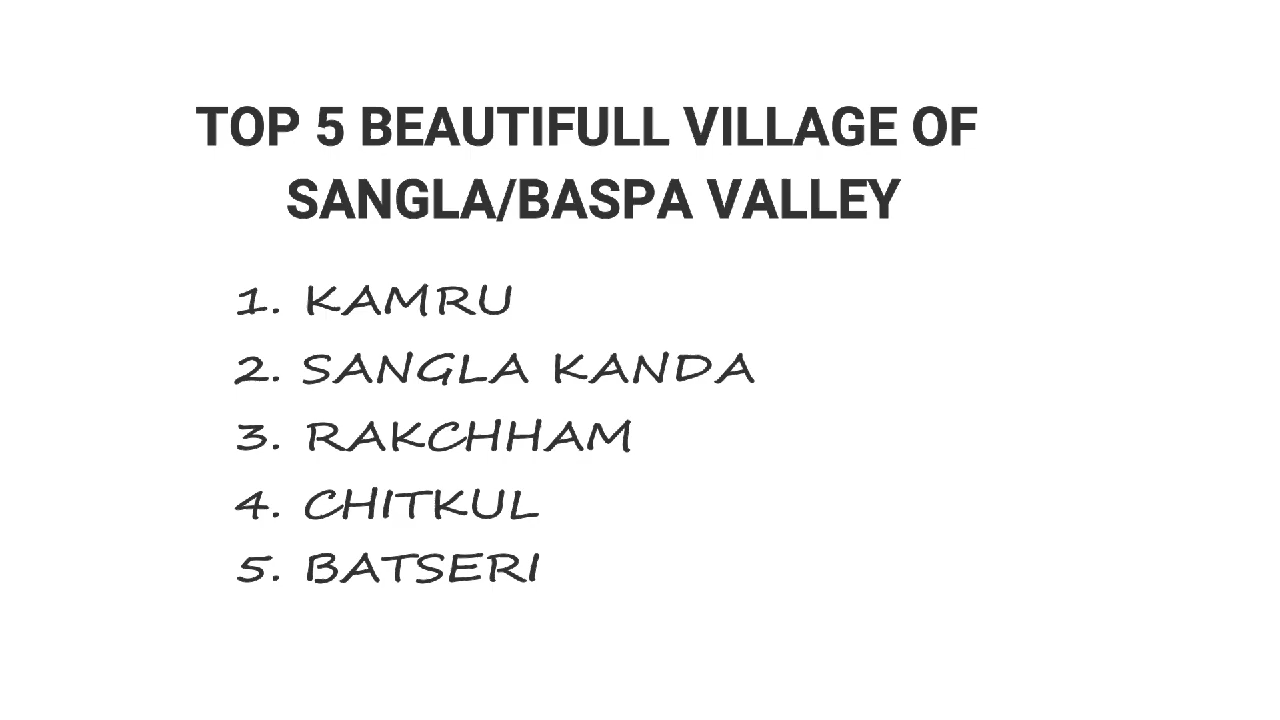 TOP 5 BEAUTIFULL VILLAGE OF
SANGLA/BASPA VALLEY
1. KAMRU
2. SANGLA KANDA
3. RAKCHHAM
4. CHITKUL
5. BATSERI